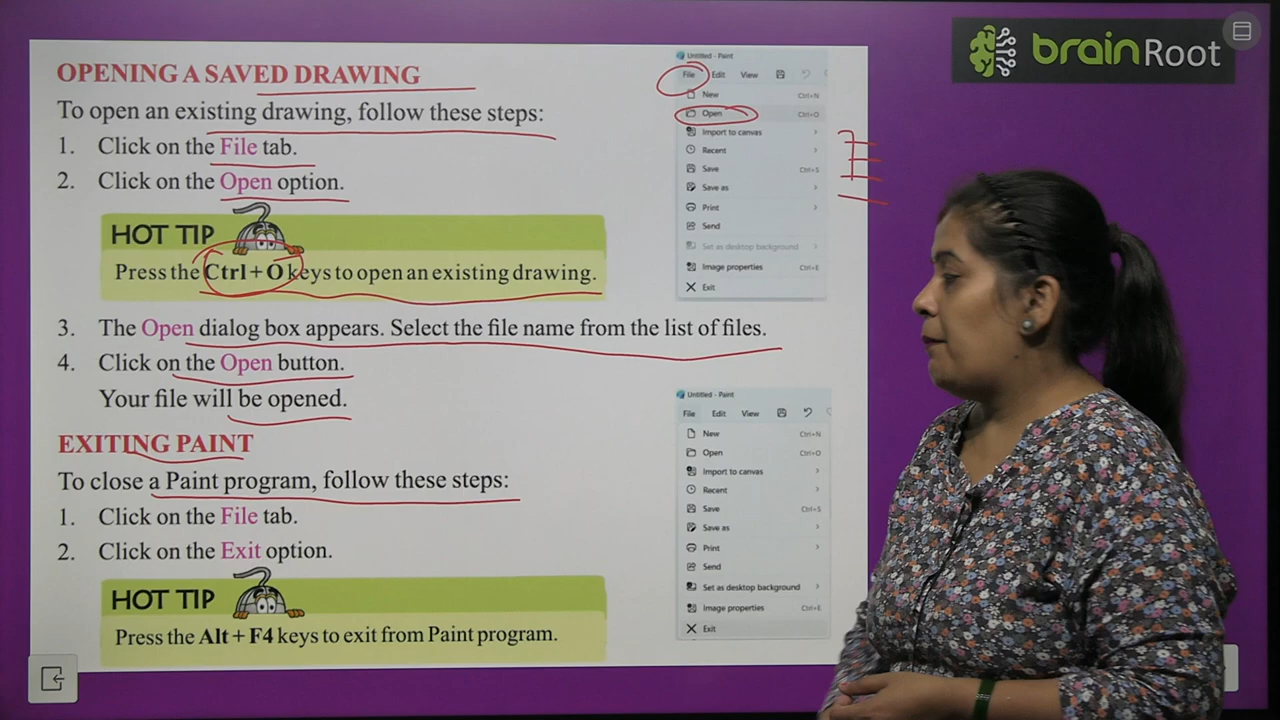 brainRoot
OPENING A SAVED DRAWING
To open an existing drawing, follow these steps:
1. Click on the File tab.
2. Click on the Open option.
HOT TIP
Press the Ctrl+O keys to open an existing drawing.
3. The Open dialog box appears. Select the file name from the list of files.
4. Click on the Open button.
Your file will be opened.
EXITING PAINT
To close a Paint program, follow these steps:
1. Click on the File tab.
2. Click on the Exit option.
HOT TIP
Press the Alt + F4 keys to exit from Paint program.
Untitled - Paint
File Edit View
New Ctrl+N
Open Ctrl+O
Import to canvas
Recent
Save Ctrl+S
Save as
Print
Send
Set as desktop background
Image properties Ctrl+E
Exit
Untitled - Paint
File Edit View
New Ctrl+N
Open Ctrl+O
Import to canvas
Recent
Save Ctrl+S
Save as
Print
Send
Set as desktop background
Image properties Ctrl+E
Exit